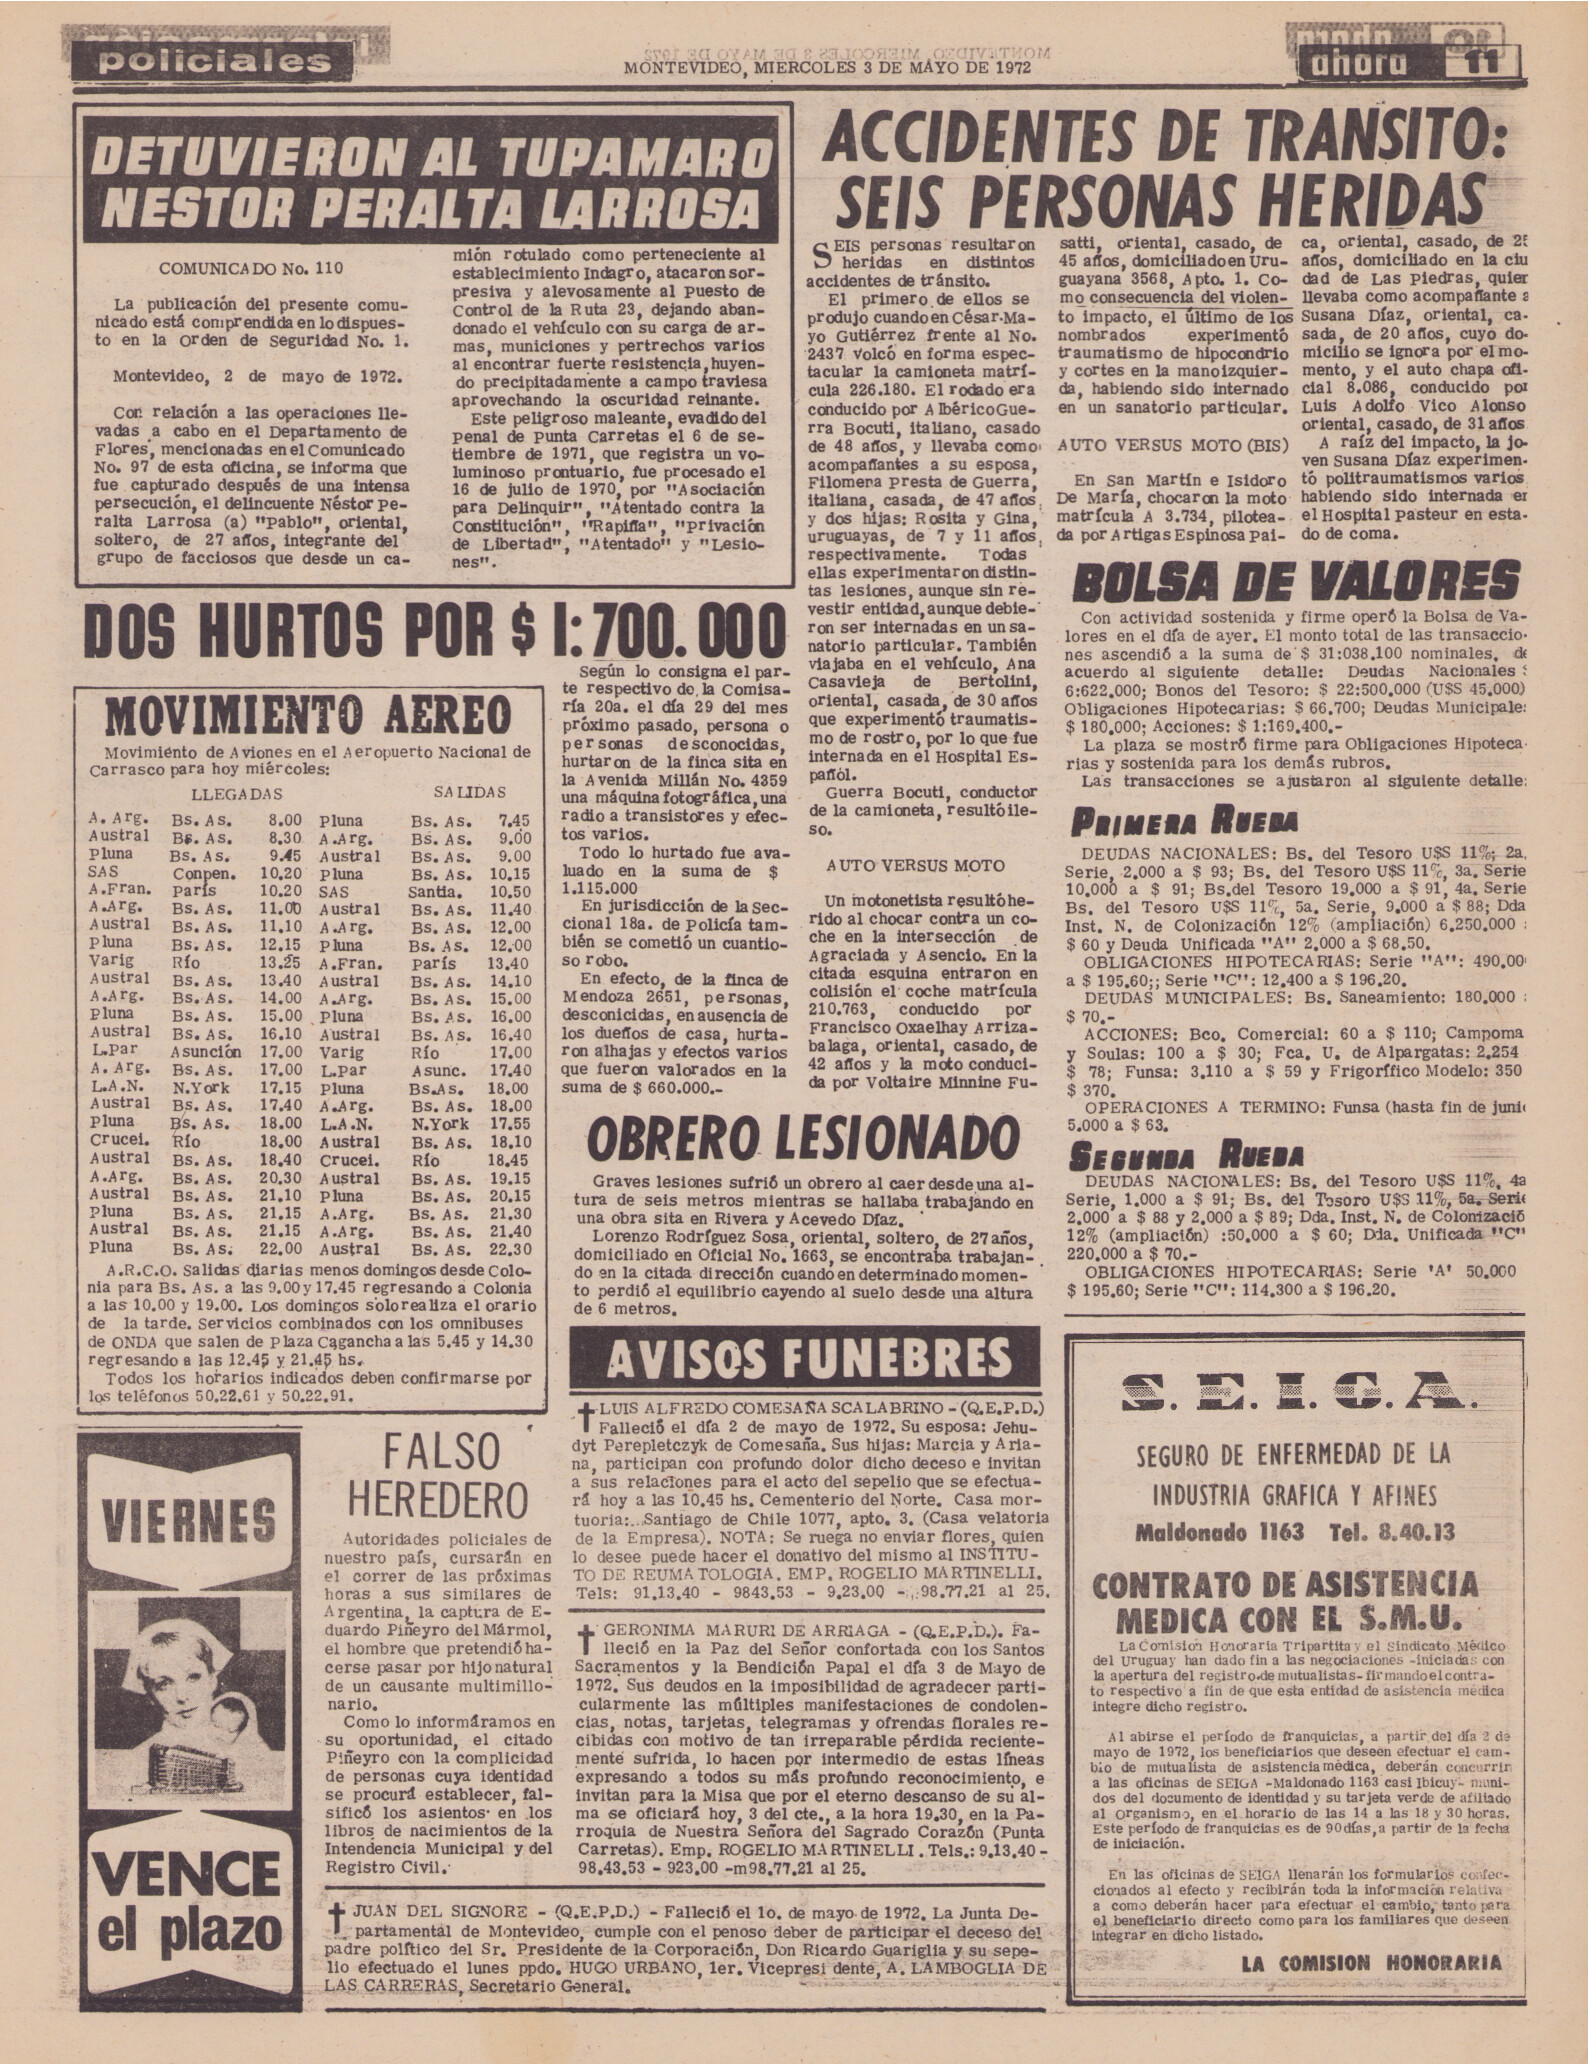 policiales
MONTEVIDEO, MIERCOLES 3 DE MAYO DE 1972
ahora 11
DETUVIERON AL TUPAMARO
NESTOR PERALTA LARROSA
COMUNICADO No. 110
La publicación del presente comu-
nicado está comprendida en lo dispues-
to en la Orden de Seguridad No. 1.
Montevideo, 2 de mayo de 1972.
Con relación a las operaciones lle-
vadas a cabo en el Departamento de
Flores, mencionadas en el Comunicado
No. 97 de esta oficina, se informa que
fue capturado después de una intensa
persecución, el delincuente Néstor Pe-
ralta Larrosa (a) "Pablo", oriental,
soltero, de 27 años, integrante del
grupo de facciosos que desde un ca-
mión rotulado como perteneciente al
establecimiento Indagro, atacaron sor-
presiva y alevosamente al Puesto de
Control de la Ruta 23, dejando aban-
donado el vehículo con su carga de ar-
mas, municiones y pertrechos varios
al encontrar fuerte resistencia, huyen-
do precipitadamente a campo traviesa
aprovechando la oscuridad reinante.
Este peligroso maleante, evadido del
Penal de Punta Carretas el 6 de se-
tiembre de 1971, que registra un vo-
luminoso prontuario, fue procesado el
16 de julio de 1970, por "Asociación
para Delinquir", "Atentado contra la
Constitución", "Rapiña", "Privación
de Libertad", "Atentado" y "Lesio-
nes".
DOS HURTOS POR $ 1:700.000
Según lo consigna el par-
te respectivo de la Comisa-
ría 20a. el día 29 del mes
próximo pasado, persona o
personas desconocidas,
hurtaron de la finca sita en
la Avenida Millán No. 4359
una máquina fotográfica, una
radio a transistores y efec-
tos varios.
Todo lo hurtado fue ava-
luado en la suma de $
1.115.000
En jurisdicción de la Sec-
cional 18a. de Policía tam-
bién se cometió un cuantio-
so robo.
En efecto, de la finca de
Mendoza 2651, personas,
desconicidas, en ausencia de
los dueños de casa, hurta-
ron alhajas y efectos varios
que fueron valorados en la
suma de $ 660.000.-
MOVIMIENTO AEREO
Movimiento de Aviones en el Aeropuerto Nacional de
Carrasco para hoy miércoles:
LLEGADAS SALIDAS
A. Arg. Bs. As. 8.00 Pluna Bs. As. 7.45
Austral Bs. As. 8.30 A.Arg. Bs. As. 9.00
Pluna Bs. As. 9.45 Austral Bs. As. 9.00
SAS Conpen. 10.20 Pluna Bs. As. 10.15
A.Fran. París 10.20 SAS Santia. 10.50
A.Arg. Bs. As. 11.00 Austral Bs. As. 11.40
Austral Bs. As. 11.10 A.Arg. Bs. As. 12.00
Pluna Bs. As. 12.15 Pluna Bs. As. 12.00
Varig Río 13.25 A.Fran. París 13.40
Austral Bs. As. 13.40 Austral Bs. As. 14.10
A.Arg. Bs. As. 14.00 A.Arg. Bs. As. 15.00
Pluna Bs. As. 15.00 Pluna Bs. As. 16.00
Austral Bs. As. 16.10 Austral Bs. As. 16.40
L.Par Asunción 17.00 Varig Río 17.00
A. Arg. Bs. As. 17.00 L.Par Asunc. 17.40
L.A.N. N.York 17.15 Pluna Bs.As. 18.00
Austral Bs. As. 17.40 A.Arg. Bs. As. 18.00
Pluna Bs. As. 18.00 L.A.N. N.York 17.55
Crucei. Río 18.00 Austral Bs. As. 18.10
Austral Bs. As. 18.40 Crucei. Río 18.45
A.Arg. Bs. As. 20.30 Austral Bs. As. 19.15
Austral Bs. As. 21.10 Pluna Bs. As. 20.15
Pluna Bs. As. 21.15 A.Arg. Bs. As. 21.30
Austral Bs. As. 21.15 A.Arg. Bs. As. 21.40
Pluna Bs. As. 22.00 Austral Bs. As. 22.30
A.R.C.O. Salidas diarias menos domingos desde Colo-
nia para Bs. As. a las 9.00 y 17.45 regresando a Colonia
a las 10.00 y 19.00. Los domingos solo realiza el orario
de la tarde. Servicios combinados con los omnibuses
de ONDA que salen de Plaza Cagancha a las 5.45 y 14.30
regresando a las 12.45 y 21.45 hs.
Todos los horarios indicados deben confirmarse por
los teléfonos 50.22.61 y 50.22.91.
VIERNES
VENCE
el plazo
FALSO
HEREDERO
Autoridades policiales de
nuestro país, cursarán en
el correr de las próximas
horas a sus similares de
Argentina, la captura de E-
duardo Piñeyro del Mármol,
el hombre que pretendió ha-
cerse pasar por hijo natural
de un causante multimillo-
nario.
Como lo informáramos en
su oportunidad, el citado
Piñeyro con la complicidad
de personas cuya identidad
se procurá establecer, fal-
sificó los asientos en los
libros de nacimientos de la
Intendencia Municipal y del
Registro Civil.
ACCIDENTES DE TRANSITO:
SEIS PERSONAS HERIDAS
SEIS personas resultaron
heridas en distintos
accidentes de tránsito.
El primero de ellos se
produjo cuando en César Ma-
yo Gutiérrez frente al No.
2437 volcó en forma espec-
tacular la camioneta matrí-
cula 226.180. El rodado era
conducido por Albérico Gue-
rra Bocuti, italiano, casado
de 48 años, y llevaba como
acompañantes a su esposa,
Filomera Presta de Guerra,
italiana, casada, de 47 años
y dos hijas: Rosita y Gina,
uruguayas, de 7 y 11 años,
respectivamente. Todas
ellas experimentaron distin-
tas lesiones, aunque sin re-
vestir entidad, aunque debie-
ron ser internadas en un sa-
natorio particular. También
viajaba en el vehículo, Ana
Casavieja de Bertolini,
oriental, casada, de 30 años
que experimentó traumatis-
mo de rostro, por lo que fue
internada en el Hospital Es-
pañol.
Guerra Bocuti, conductor
de la camioneta, resultó ile-
so.
AUTO VERSUS MOTO
Un motonetista resultó he-
rido al chocar contra un co-
che en la intersección de
Agraciada y Asencio. En la
citada esquina entraron en
colisión el coche matrícula
210.763, conducido por
Francisco Oxaelhay Arriza-
balaga, oriental, casado, de
42 años y la moto conduci-
da por Voltaire Minnine Fu-
satti, oriental, casado, de
45 años, domiciliado en Uru-
guayana 3568, Apto. 1. Co-
mo consecuencia del violen-
to impacto, el último de los
nombrados experimentó
traumatismo de hipocondrio
y cortes en la mano izquier-
da, habiendo sido internado
en un sanatorio particular.
AUTO VERSUS MOTO (BIS)
En San Martín e Isidoro
De María, chocaron la moto
matrícula A 3.734, pilotea-
da por Artigas Espinosa Pai-
ca, oriental, casado, de 25
años, domiciliado en la ciu
dad de Las Piedras, quien
llevaba como acompañante a
Susana Díaz, oriental, ca-
sada, de 20 años, cuyo do-
micilio se ignora por el mo-
mento, y el auto chapa ofi-
cial 8.086, conducido por
Luis Adolfo Vico Alonso
oriental, casado, de 31 años
A raíz del impacto, la jo-
ven Susana Díaz experimen-
tó politraumatismos varios
habiendo sido internada en
el Hospital Pasteur en esta-
do de coma.
BOLSA DE VALORES
Con actividad sostenida y firme operó la Bolsa de Va-
lores en el día de ayer. El monto total de las transaccio-
nes ascendió a la suma de $ 31:038,100 nominales, de
acuerdo al siguiente detalle: Deudas Nacionales $
6:622.000; Bonos del Tesoro: $ 22:500.000 (U$S 45.000)
Obligaciones Hipotecarias: $ 66.700; Deudas Municipale
$ 180.000; Acciones: $ 1:169.400.-
La plaza se mostró firme para Obligaciones Hipoteca-
rias y sostenida para los demás rubros.
Las transacciones se ajustaron al siguiente detalle:
PRIMERA RUEDA
DEUDAS NACIONALES: Bs. del Tesoro U$S 11%; 2a.
Serie, 2.000 a $ 93; Bs. del Tesoro U$S 11%, 3a. Serie
10.000 a $ 91; Bs.del Tesoro 19.000 a $ 91, 4a. Serie
Bs. del Tesoro U$S 11%, 5a. Serie, 9.000 a $ 88; Dda
Inst. N. de Colonización 12% (ampliación) 6.250.000
$ 60 y Deuda Unificada "A" 2.000 a $ 68.50.
OBLIGACIONES HIPOTECARIAS: Serie "A": 490.00
a $ 195.60;; Serie "C": 12.400 a $ 196.20.
DEUDAS MUNICIPALES: Bs. Saneamiento: 180.000
$ 70.-
ACCIONES: Bco. Comercial: 60 a $ 110; Campoma
y Soulas: 100 a $ 30; Fca. U. de Alpargatas: 2.254
$ 78; Funsa: 3.110 a $ 59 y Frigorífico Modelo: 350
$ 370.
OPERACIONES A TERMINO: Funsa (hasta fin de juni
5.000 a $ 63.
SEGUNDA RUEDA
DEUDAS NACIONALES: Bs. del Tesoro U$S 11%, 4a
Serie, 1.000 a $ 91; Bs. del Tosoro U$S 11%, 5a. Serie
2.000 a $ 88 y 2.000 a $ 89; Dda. Inst. N. de Colonizació
12% (ampliación) :50.000 a $ 60; Dda. Unificada "C"
220.000 a $ 70.-
OBLIGACIONES HIPOTECARIAS: Serie 'A' 50.000
$ 195.60; Serie "C": 114.300 a $ 196.20.
OBRERO LESIONADO
Graves lesiones sufrió un obrero al caer desde una al-
tura de seis metros mientras se hallaba trabajando en
una obra sita en Rivera y Acevedo Díaz.
Lorenzo Rodríguez Sosa, oriental, soltero, de 27 años,
domiciliado en Oficial No. 1663, se encontraba trabajan-
do en la citada dirección cuando en determinado momen-
to perdió el equilibrio cayendo al suelo desde una altura
de 6 metros.
AVISOS FUNEBRES
LUIS ALFREDO COMESAÑA SCALABRINO - (Q.E.P.D.)
Falleció el día 2 de mayo de 1972. Su esposa: Jehu-
dyt Perepletczyk de Comesaña. Sus hijas: Marcia y Aria-
na, participan con profundo dolor dicho deceso e invitan
a sus relaciones para el acto del sepelio que se efectua-
rá hoy a las 10.45 hs. Cementerio del Norte. Casa mor-
tuoria: Santiago de Chile 1077, apto. 3. (Casa velatoria
de la Empresa). NOTA: Se ruega no enviar flores, quien
lo desee puede hacer el donativo del mismo al INSTITU-
TO DE REUMATOLOGIA. EMP. ROGELIO MARTINELLI.
Tels: 91.13.40 - 9843.53 - 9.23.00 - 98.77.21 al 25.
GERONIMA MARURI DE ARRIAGA - (Q.E.P.D.). Fa-
lleció en la Paz del Señor confortada con los Santos
Sacramentos y la Bendición Papal el día 3 de Mayo de
1972. Sus deudos en la imposibilidad de agradecer parti-
cularmente las múltiples manifestaciones de condolen-
cias, notas, tarjetas, telegramas y ofrendas florales re-
cibidas con motivo de tan irreparable pérdida reciente-
mente sufrida, lo hacen por intermedio de estas líneas
expresando a todos su más profundo reconocimiento, e
invitan para la Misa que por el eterno descanso de su al-
ma se oficiará hoy, 3 del cte., a la hora 19.30, en la Pa-
rroquia de Nuestra Señora del Sagrado Corazón (Punta
Carretas). Emp. ROGELIO MARTINELLI. Tels.: 9.13.40 -
98.43.53 - 923.00 -m98.77.21 al 25.
JUAN DEL SIGNORE - (Q.E.P.D.) - Falleció el 1o. de mayo de 1972. La Junta De-
partamental de Montevideo, cumple con el penoso deber de participar el deceso del
padre político del Sr. Presidente de la Corporación, Don Ricardo Guariglia y su sepe-
lio efectuado el lunes ppdo. HUGO URBANO, 1er. Vicepresi dente, A. LAMBOGLIA DE
LAS CARRERAS, Secretario General.
S.E.I.G.A.
SEGURO DE ENFERMEDAD DE LA
INDUSTRIA GRAFICA Y AFINES
Maldonado 1163 Tel. 8.40.13
CONTRATO DE ASISTENCIA
MEDICA CON EL S.M.U.
La Comisión Honoraria Tripartita y el Sindicato Médico
del Uruguay han dado fin a las negociaciones -iniciadas con
la apertura del registro de mutualistas- firmando el contra-
to respectivo a fin de que esta entidad de asistencia médica
integre dicho registro.
Al abirse el período de franquicias, a partir del día 2 de
mayo de 1972, los beneficiarios que deseen efectuar el cam-
bio de mutualista de asistencia médica, deberán concurrir
a las oficinas de SEIGA -Maldonado 1163 casi Ibicuy- muni-
dos del documento de identidad y su tarjeta verde de afiliado
al Organismo, en el horario de las 14 a las 18 y 30 horas.
Este período de franquicias es de 90 días, a partir de la fecha
de iniciación.
En las oficinas de SEIGA llenarán los formularios confec-
cionados al efecto y recibirán toda la información relativa
a como deberán hacer para efectuar el cambio, tanto para
el beneficiario directo como para los familiares que deseen
integrar en dicho listado.
LA COMISION HONORARIA